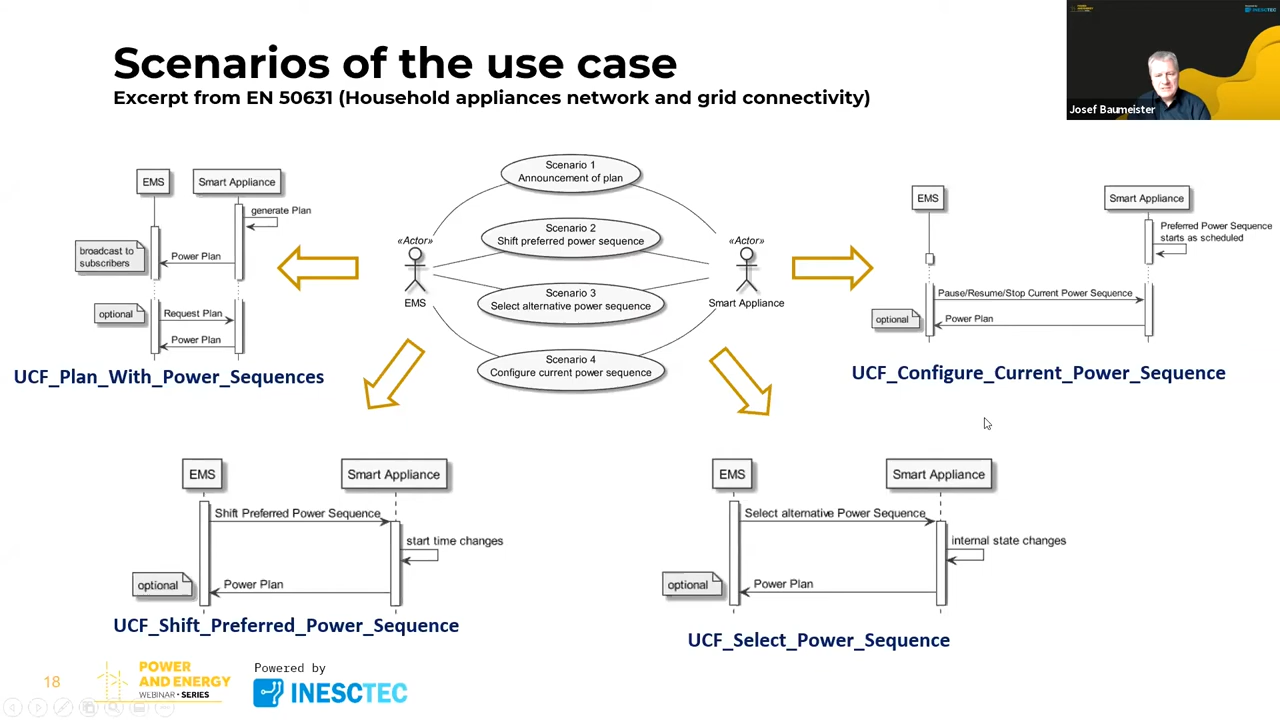 Scenarios of the use case
Excerpt from EN 50631 (Household appliances network and grid connectivity)
POWER
AND ENERGY
INESCTEC
Josef Baumeister
EMS
Smart Appliance
generate Plan
broadcast to
subscribers
Power Plan
optional
Request Plan
Power Plan
UCF_Plan_With_Power_Sequences
Scenario 1
Announcement of plan
Scenario 2
Shift preferred power sequence
«Actor»
EMS
«Actor»
Smart Appliance
Scenario 3
Select alternative power sequence
Scenario 4
Configure current power sequence
EMS
Smart Appliance
Preferred Power Sequence
starts as scheduled
Pause/Resume/Stop Current Power Sequence
optional
Power Plan
UCF_Configure_Current_Power_Sequence
EMS
Smart Appliance
Shift Preferred Power Sequence
start time changes
optional
Power Plan
UCF_Shift_Preferred_Power_Sequence
EMS
Smart Appliance
Select alternative Power Sequence
internal state changes
optional
Power Plan
UCF_Select_Power_Sequence
18
POWER
AND ENERGY
WEBINAR • SERIES
Powered by
INESCTEC